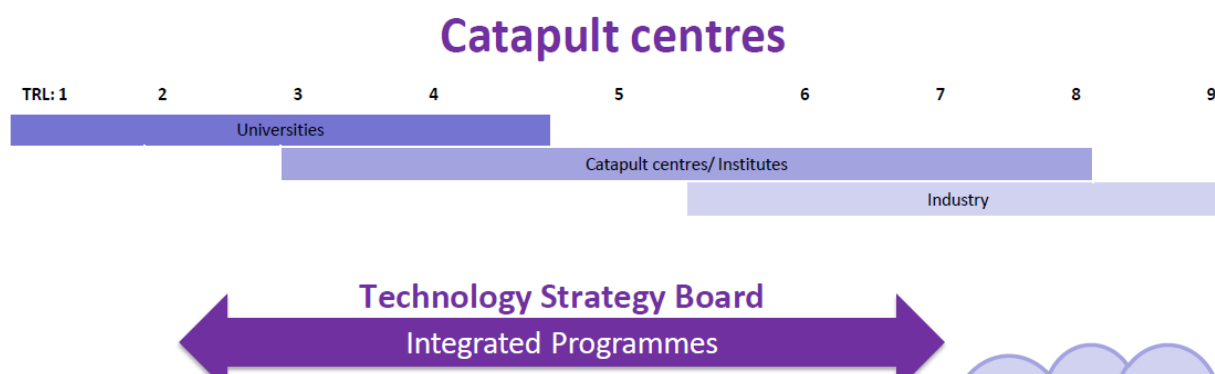 Catapult centres
TRL: 1 2 3 4 5 6 7 8 9
Universities
Catapult centres/ Institutes
Industry
Technology Strategy Board
Integrated Programmes